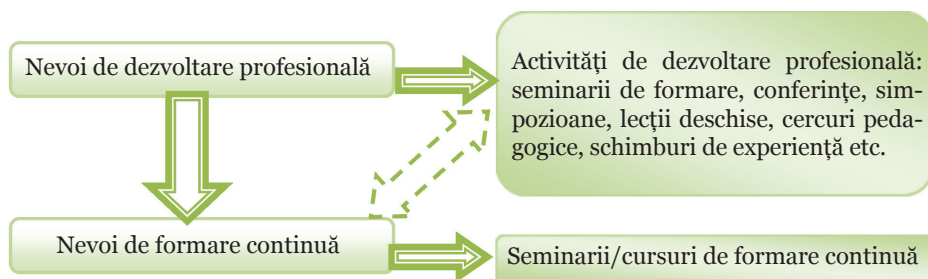 Nevoi de dezvoltare profesională
Activități de dezvoltare profesională:
seminarii de formare, conferințe, sim-
pozioane, lecții deschise, cercuri peda-
gogice, schimburi de experiență etc.
Nevoi de formare continuă
Seminarii/cursuri de formare continuă